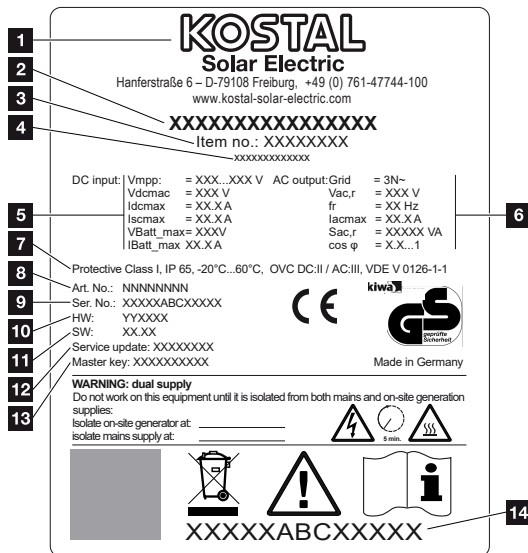 KOSTAL
1
Solar Electric
Hanferstraße 6 – D-79108 Freiburg, +49 (0) 761-47744-100
2
www.kostal-solar-electric.com
3
XXXXXXXXXXXXXXXX
Item no.: XXXXXXXX
4
xxxxxxxxxxxxx
DC input: Vmpp: = XXX...XXX V AC output: Grid = 3N~
Vdcmac = XXX V Vac,r = XXX V
Idcmax = XX.X A fr = XX Hz
5 Iscmax = XX.X A Iacmax = XX.X A 6
VBatt_max= XXXV Sac,r = XXXXX VA
IBatt_max XX.X A cos φ = X.X...1
7
Protective Class I, IP 65, -20°C...60°C, OVC DC:II / AC:III, VDE V 0126-1-1
8 Art. No.: NNNNNNNN
kiwa
9 Ser. No.: XXXXXABCXXXXX
CE
GS
geprüfte
Sicherheit
10 HW: YYXXXX
11 SW: XX.XX
12 Service update: XXXXXXXX
13 Master key: XXXXXXXXXX Made in Germany
WARNING: dual supply
Do not work on this equipment until it is isolated from both mains and on-site generation
supplies:
Isolate on-site generator at:
isolate mains supply at:
5 min.
i
14
XXXXXABCXXXXX